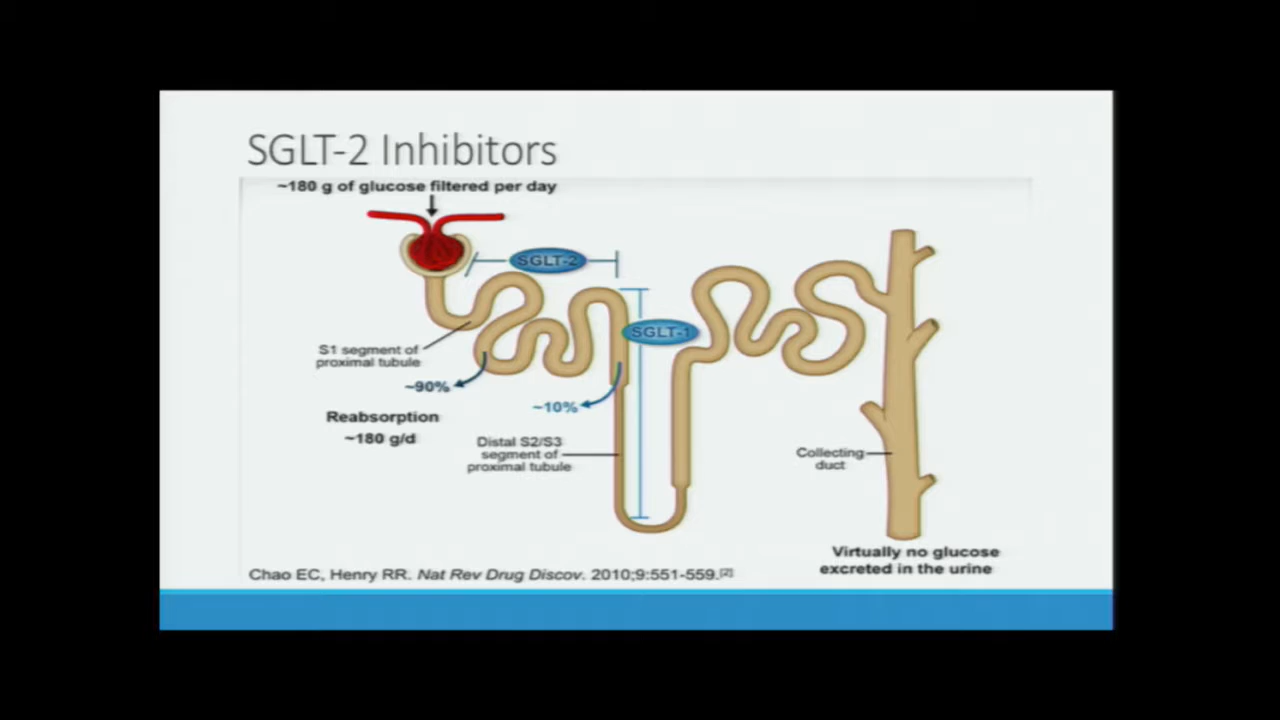 SGLT-2 Inhibitors
~180 g of glucose filtered per day
SGLT-2
SGLT-1
S1 segment of
proximal tubule
~90%
~10%
Reabsorption
~180 g/d
Distal S2/S3
segment of
proximal tubule
Collecting
duct
Virtually no glucose
excreted in the urine
Chao EC, Henry RR. Nat Rev Drug Discov. 2010;9:551-559.[2]